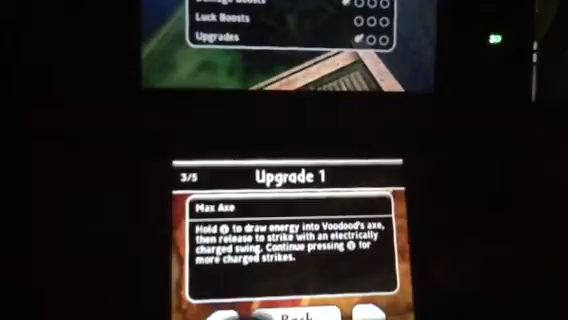 Damage Boosts
Luck Boosts
Upgrades
3D
3/5 Upgrade 1
Max Axe
Hold to draw energy into Voodood's axe,
then release to strike with an electrically
charged swing. Continue pressing for
more charged strikes.
Back